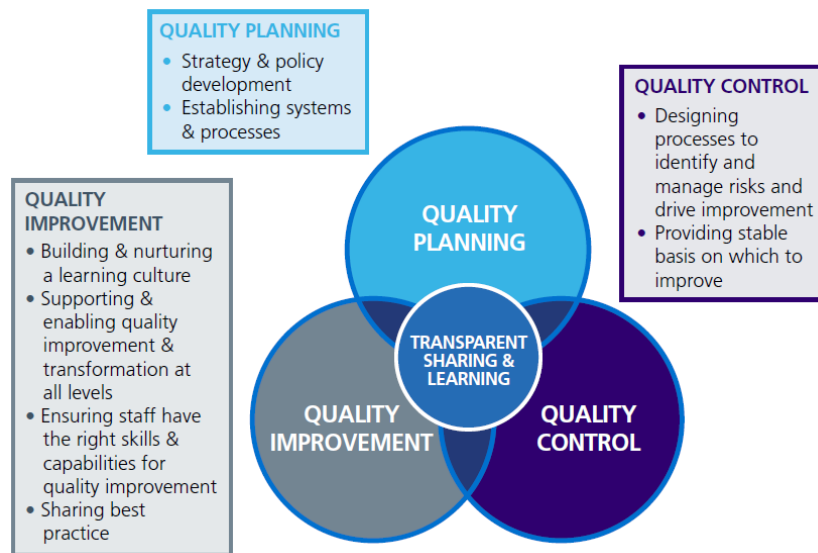 QUALITY PLANNING
• Strategy & policy
development
• Establishing systems
& processes
QUALITY CONTROL
• Designing
processes to
identify and
manage risks and
drive improvement
• Providing stable
basis on which to
improve
QUALITY
IMPROVEMENT
• Building & nurturing
a learning culture
• Supporting &
enabling quality
improvement &
transformation at
all levels
• Ensuring staff have
the right skills &
capabilities for
quality improvement
• Sharing best
practice
QUALITY
PLANNING
TRANSPARENT
SHARING &
LEARNING
QUALITY
IMPROVEMENT
QUALITY
CONTROL